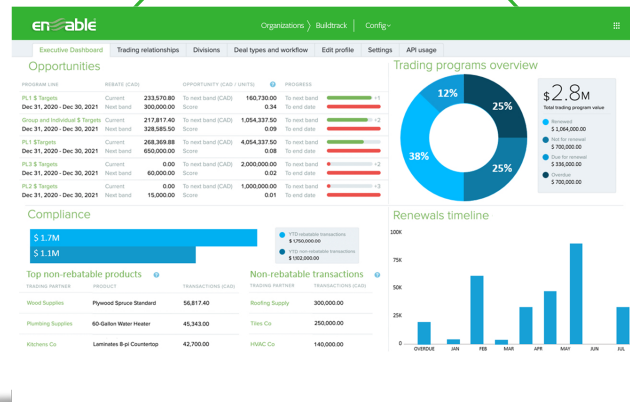 enable
Organizations 〉 Buildtrack
Config
Executive Dashboard
Trading relationships
Divisions
Deal types and workflow
Edit profile
Settings
API usage
Opportunities
PROGRAM LINE REBATE (CAD) OPPORTUNITY (CAD / UNITS) PROGRESS
PL1 $ Targets Current 233,570.80 To next band (CAD) 160,730.00 To next band +1
Dec 31, 2020 - Dec 30, 2021 Next band 300,000.00 Score 0.34 To end date
Group and Individual $ Targets Current 217,817.40 To next band (CAD) 1,054,337.50 To next band +2
Dec 31, 2020 - Dec 30, 2021 Next band 328,585.50 Score 0.09 To end date
PL1 $Targets Current 268,369.88 To next band (CAD) 4,054,337.50 To next band
Dec 31, 2020 - Dec 30, 2021 Next band 650,000.00 Score 0.08 To end date
PL3 $ Targets Current 0.00 To next band (CAD) 2,000,000.00 To next band +2
Dec 31, 2020 - Dec 30, 2021 Next band 60,000.00 Score 0.02 To end date
PL2 $ Targets Current 0.00 To next band (CAD) 1,000,000.00 To next band +3
Dec 31, 2020 - Dec 30, 2021 Next band 15,000.00 Score 0.01 To end date
Trading programs overview
12%
25%
38%
25%
$2.8M
Total trading program value
Renewed
$ 1,064,000.00
Not for renewal
$ 700,000.00
Due for renewal
$ 336,000.00
Overdue
$ 700,000.00
Compliance
$ 1.7M
$ 1.1M
YTD rebatable transactions
$ 1,750,000.00
YTD non-rebatable transactions
$ 1,102,000.00
Top non-rebatable products
TRADING PARTNER PRODUCT TRANSACTIONS (CAD)
Wood Supplies Plywood Spruce Standard 56,817.40
Plumbing Supplies 60-Gallon Water Heater 45,343.00
Kitchens Co Laminates 8-pi Countertop 42,700.00
Non-rebatable transactions
TRADING PARTNER TRANSACTIONS (CAD)
Roofing Supply 300,000.00
Tiles Co 250,000.00
HVAC Co 140,000.00
Renewals timeline
100K
75K
50K
25K
0
OVERDUE JAN FEB MAR APR MAY JUN JUL